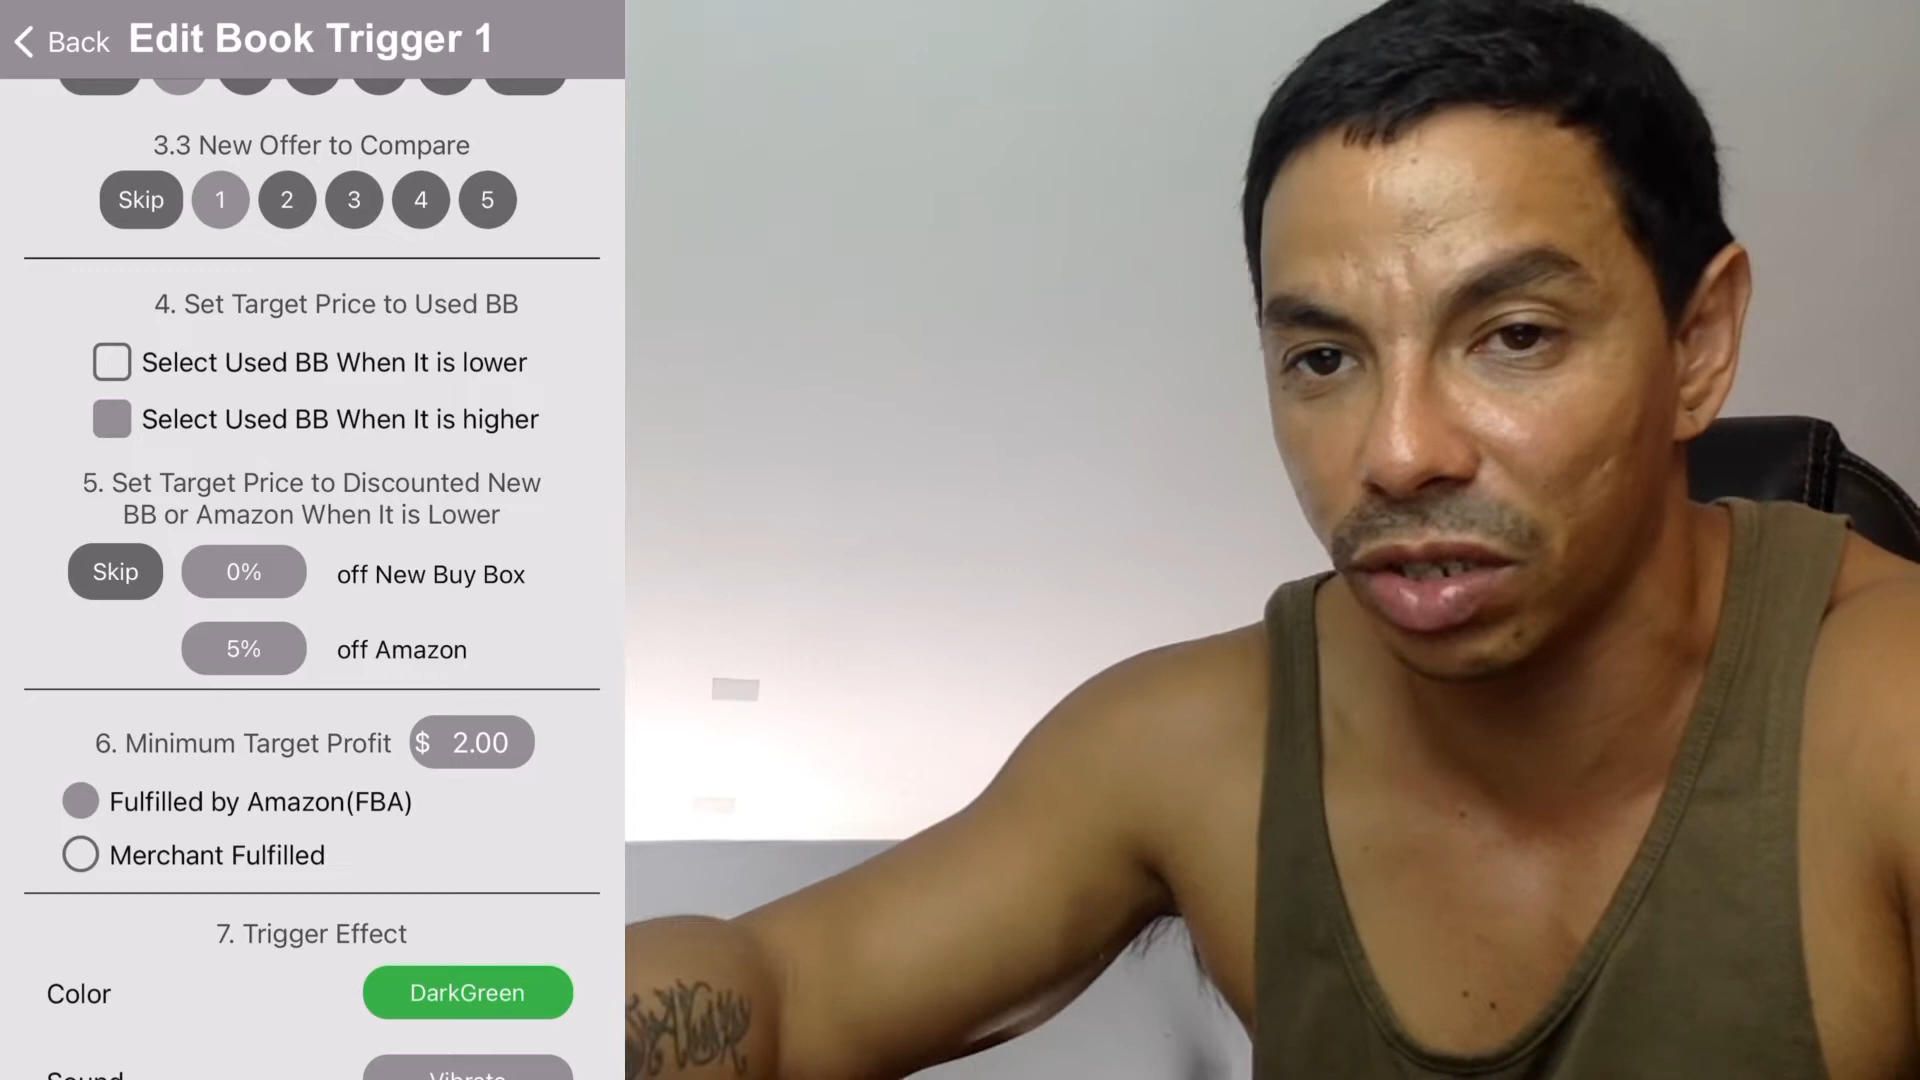 Back Edit Book Trigger 1
3.3 New Offer to Compare
Skip 1 2 3 4 5
4. Set Target Price to Used BB
Select Used BB When It is lower
Select Used BB When It is higher
5. Set Target Price to Discounted New
BB or Amazon When It is Lower
Skip 0% off New Buy Box
5% off Amazon
6. Minimum Target Profit $ 2.00
Fulfilled by Amazon(FBA)
Merchant Fulfilled
7. Trigger Effect
Color DarkGreen
Sound Vibrate